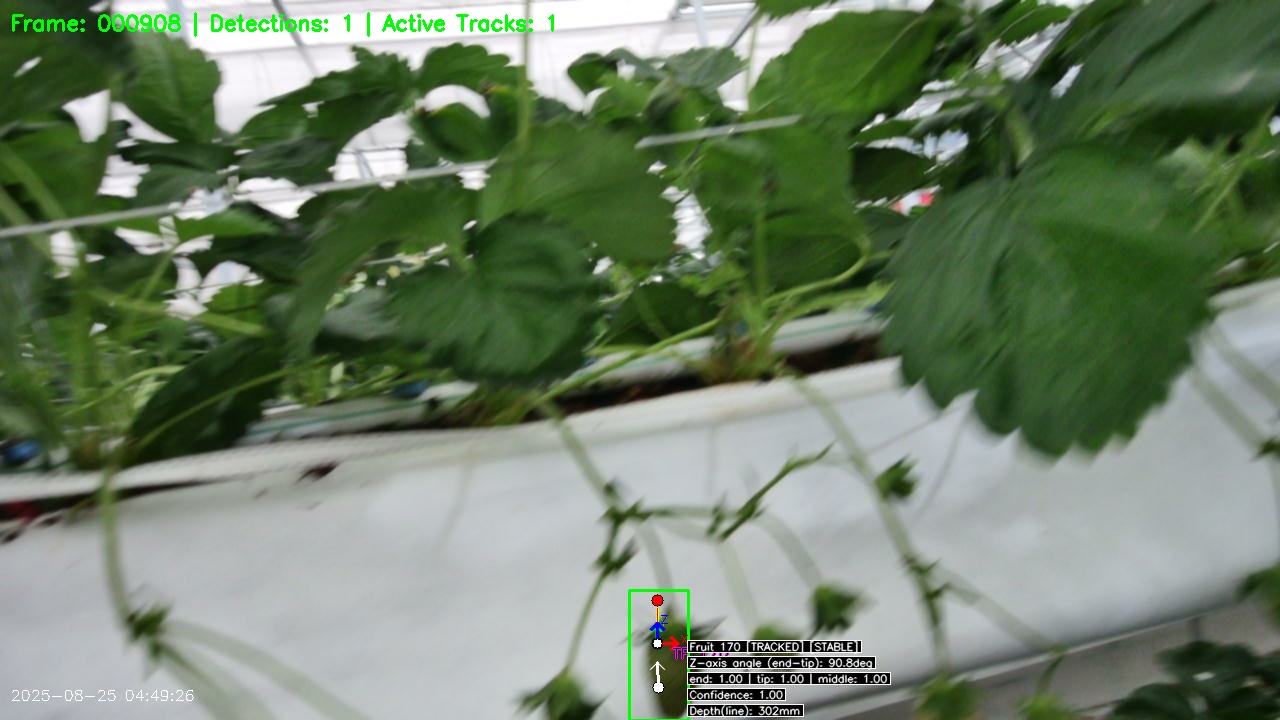 Frame: 000908 | Detections: 1 | Active Tracks: 1
Z
Fruit 170 [TRACKED] [STABLE]
Z-axis angle (end-tip): 90.8deg
end: 1.00 | tip: 1.00 | middle: 1.00
Confidence: 1.00
2025-08-25 04:49:26
Depth(line): 302mm